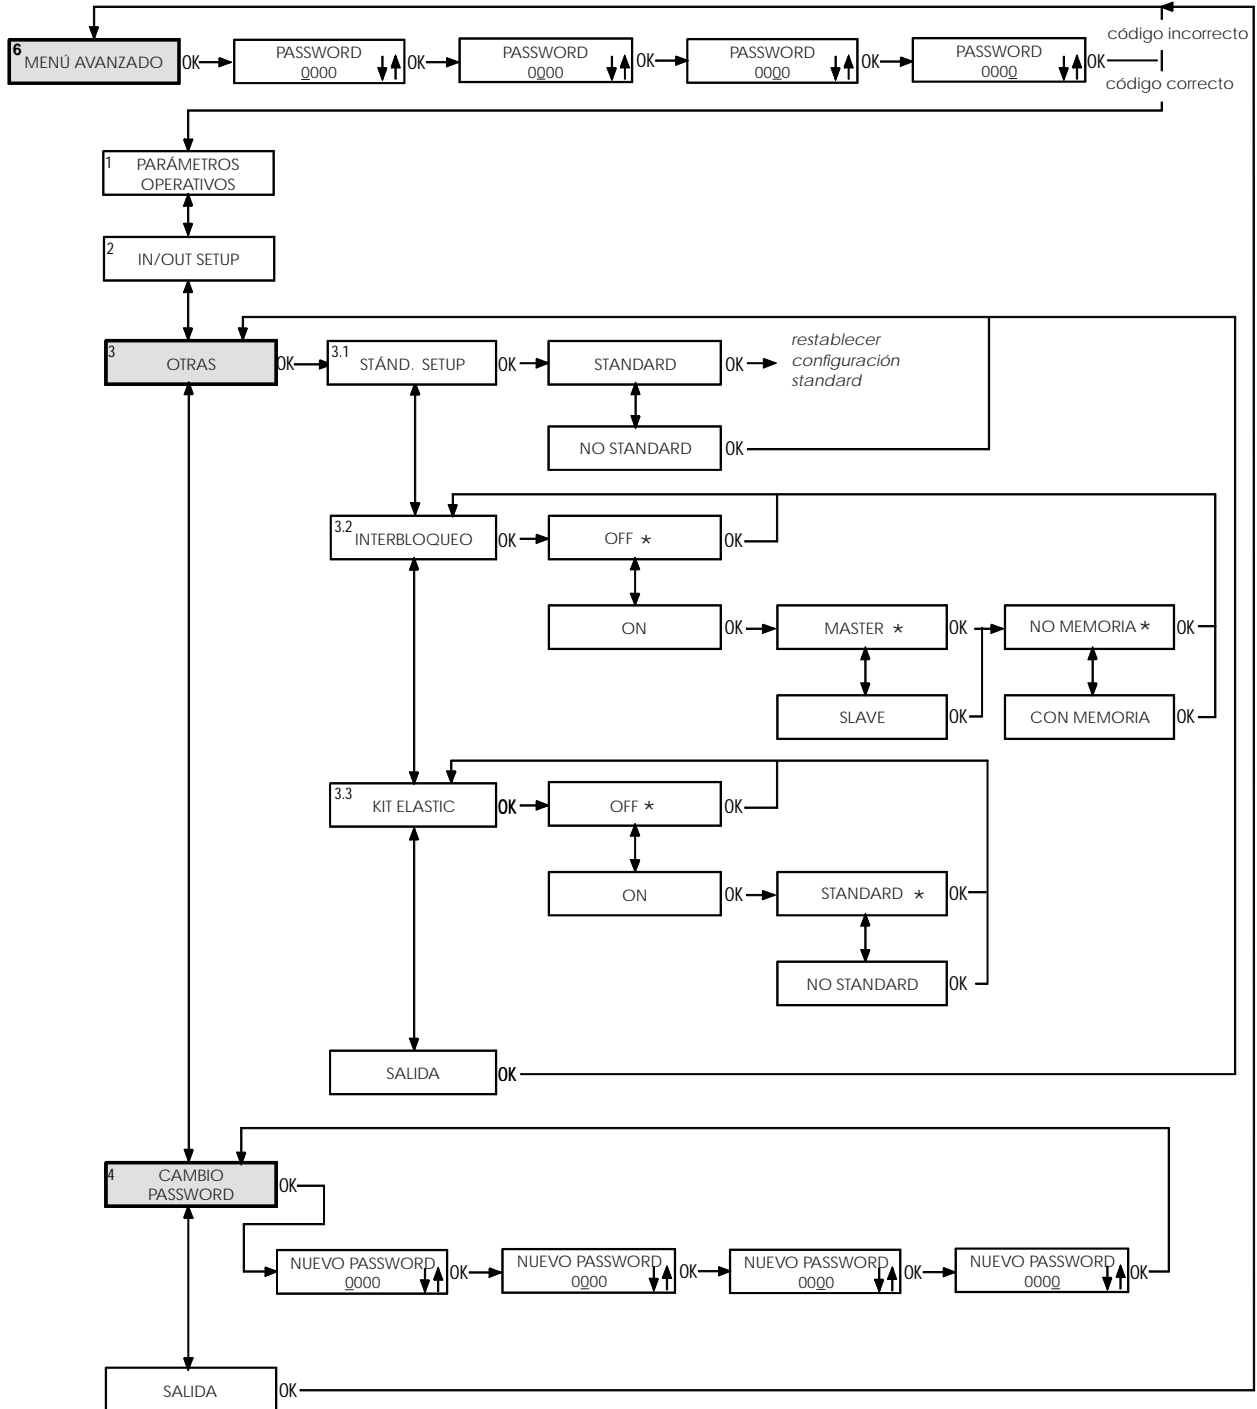 código incorrecto
6
MENÚ AVANZADO
OK
PASSWORD
0000
OK
PASSWORD
0000
OK
PASSWORD
0000
OK
PASSWORD
0000
OK
código correcto
1
PARÁMETROS
OPERATIVOS
2
IN/OUT SETUP
3
OTRAS
OK
3.1
STÁND. SETUP
OK
STANDARD
OK
restablecer
configuración
standard
NO STANDARD
OK
3.2
INTERBLOQUEO
OK
OFF *
OK
ON
OK
MASTER *
OK
NO MEMORIA *
OK
SLAVE
OK
CON MEMORIA
OK
3.3
KIT ELASTIC
OK
OFF *
OK
ON
OK
STANDARD *
OK
NO STANDARD
OK
SALIDA
OK
4
CAMBIO
PASSWORD
OK
NUEVO PASSWORD
0000
OK
NUEVO PASSWORD
0000
OK
NUEVO PASSWORD
0000
OK
NUEVO PASSWORD
0000
OK
SALIDA
OK